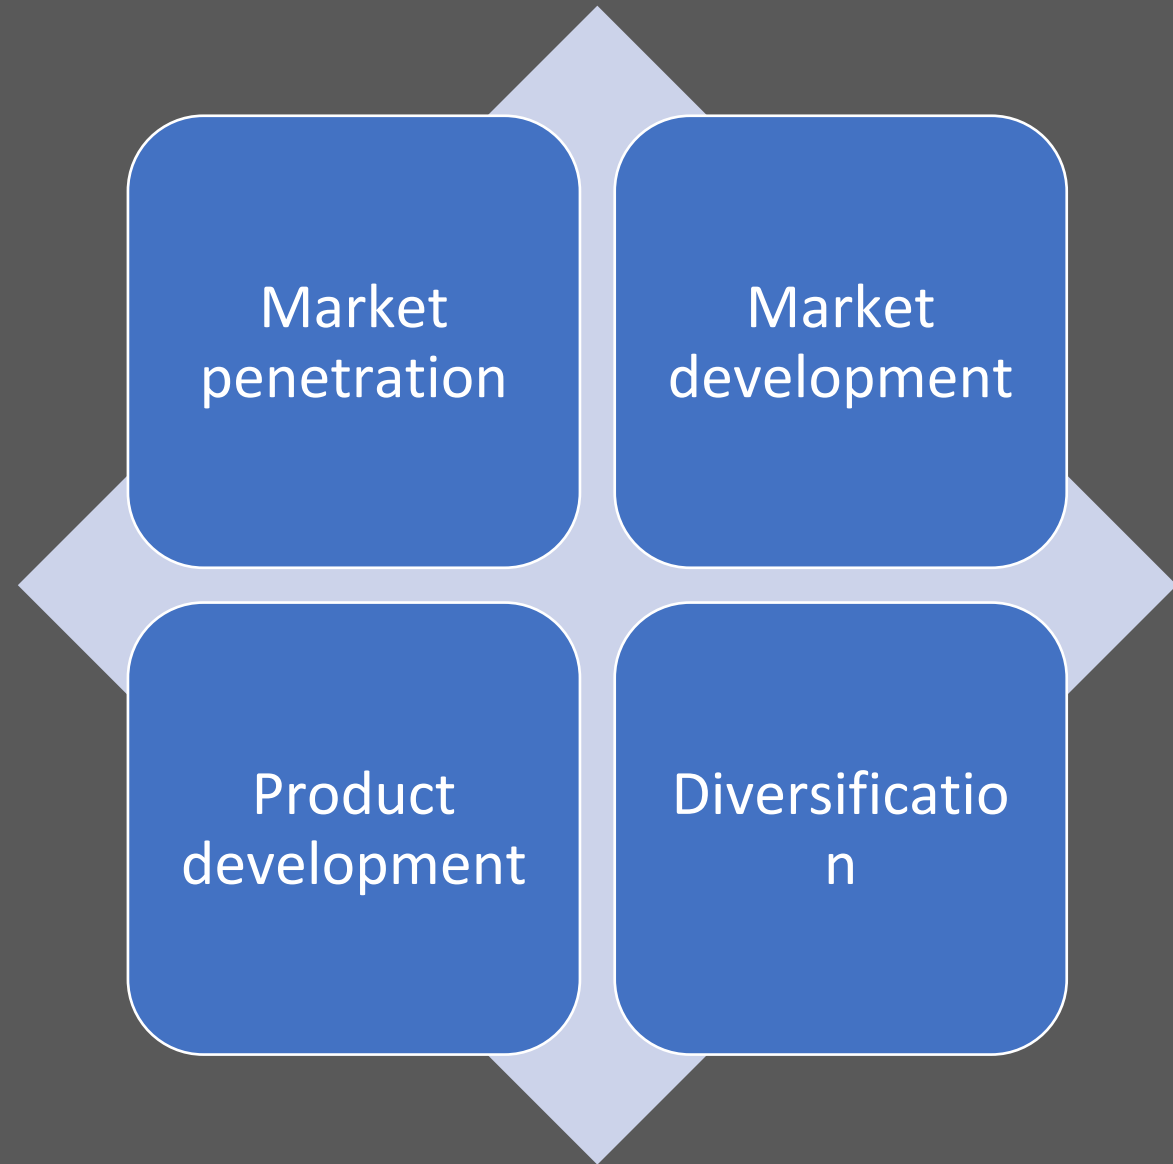 Market
penetration
Market
development
Product
development
Diversificatio
n